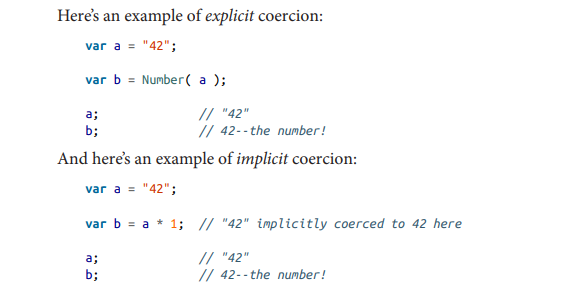 Here's an example of explicit coercion:
var a = "42";
var b = Number( a );
a; // "42"
b; // 42--the number!
And here's an example of implicit coercion:
var a = "42";
var b = a * 1; // "42" implicitly coerced to 42 here
a; // "42"
b; // 42--the number!